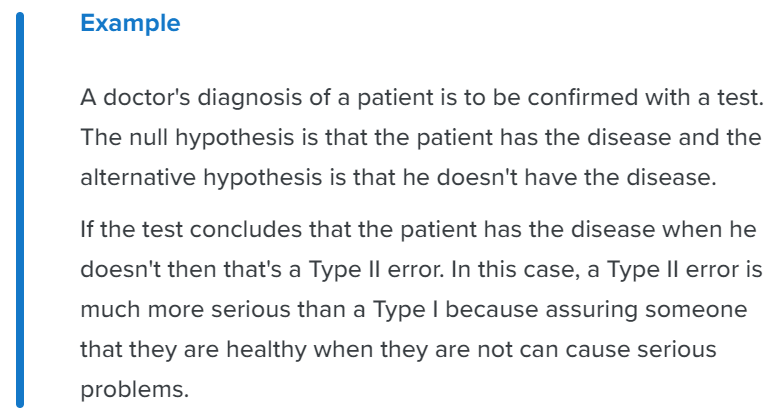 Example
A doctor's diagnosis of a patient is to be confirmed with a test.
The null hypothesis is that the patient has the disease and the
alternative hypothesis is that he doesn't have the disease.
If the test concludes that the patient has the disease when he
doesn't then that's a Type II error. In this case, a Type II error is
much more serious than a Type I because assuring someone
that they are healthy when they are not can cause serious
problems.